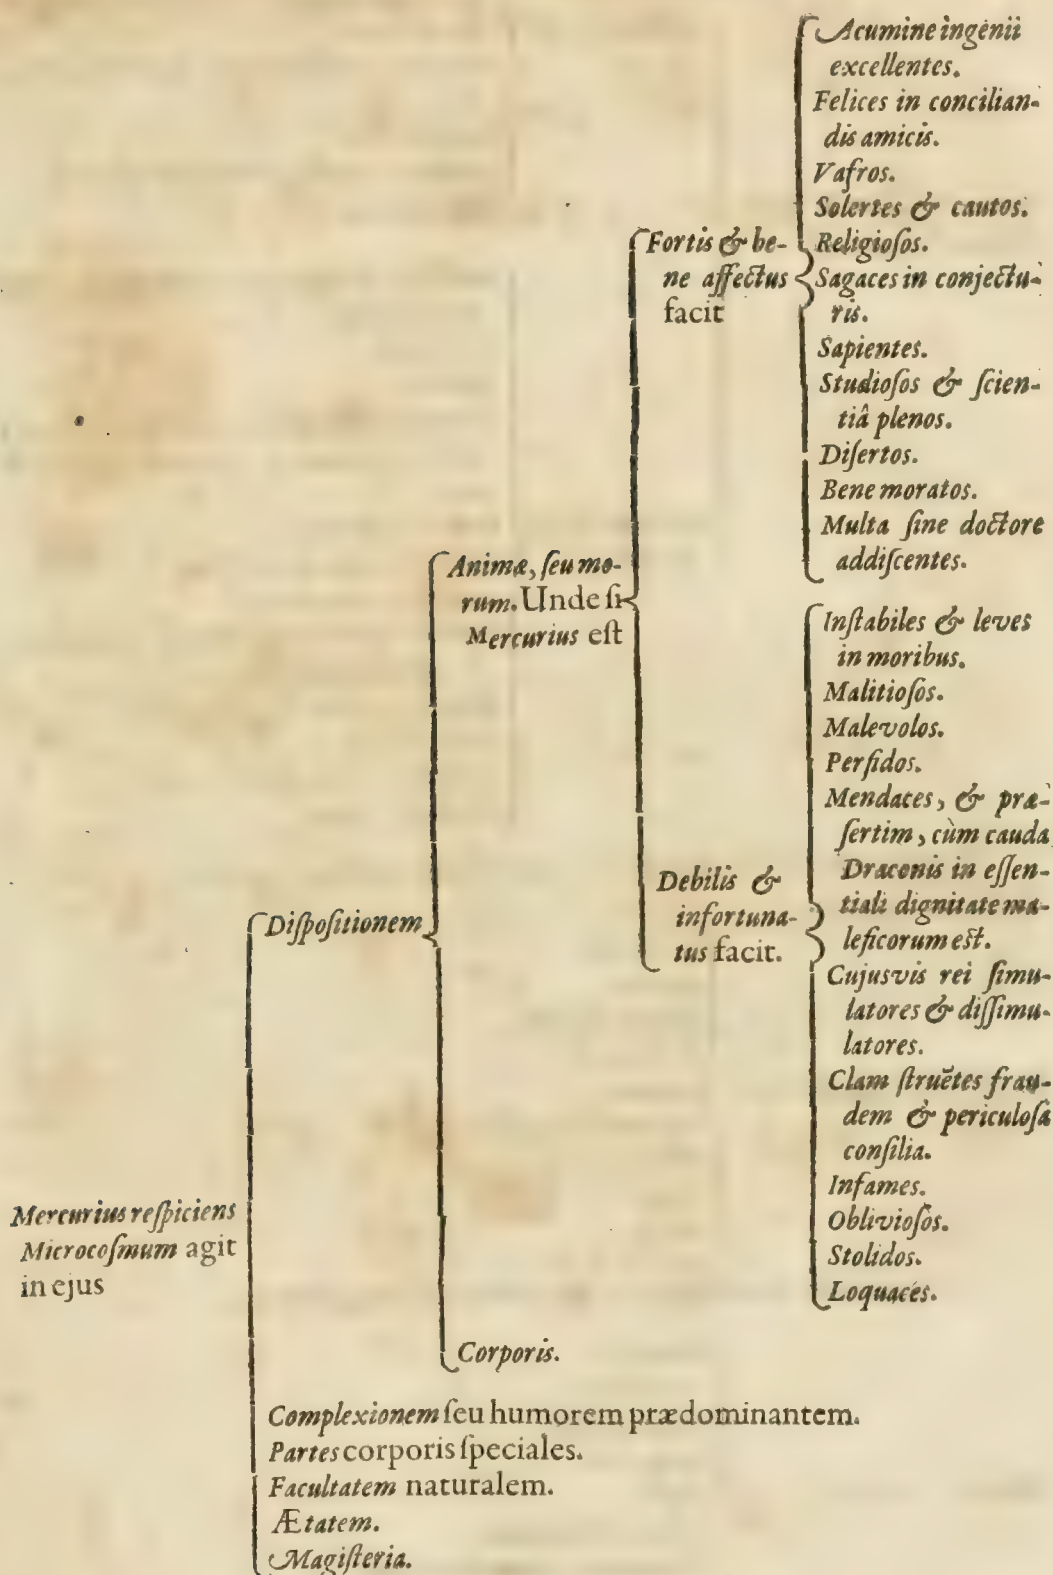 Mercurius reſpiciens
Microcoſmum agit
in ejus
Diſpoſitionem
Animæ, ſeu mo-
rum. Unde ſi
Mercurius eſt
Fortis & be-
ne affectus
facit
Acumine ingenii
excellentes.
Felices in concilian-
dis amicis.
Vafros.
Solertes & cautos.
Religioſos.
Sagaces in conjectu-
ris.
Sapientes.
Studioſos & ſcien-
tiâ plenos.
Diſertos.
Bene moratos.
Multa ſine doctore
addiſcentes.
Debilis &
infortuna-
tus facit.
Inſtabiles & leves
in moribus.
Malitioſos.
Malevolos.
Perfidos.
Mendaces, & præ-
ſertim, cùm cauda
Draconis in eſſen-
tiali dignitate ma-
leficorum eſt.
Cujusvis rei ſimu-
latores & diſſimu-
latores.
Clam ſtruẽtes frau-
dem & periculoſa
conſilia.
Infames.
Oblivioſos.
Stolidos.
Loquaces.
Corporis.
Complexionem ſeu humorem prædominantem.
Partes corporis ſpeciales.
Facultatem naturalem.
Ætatem.
Magiſteria.